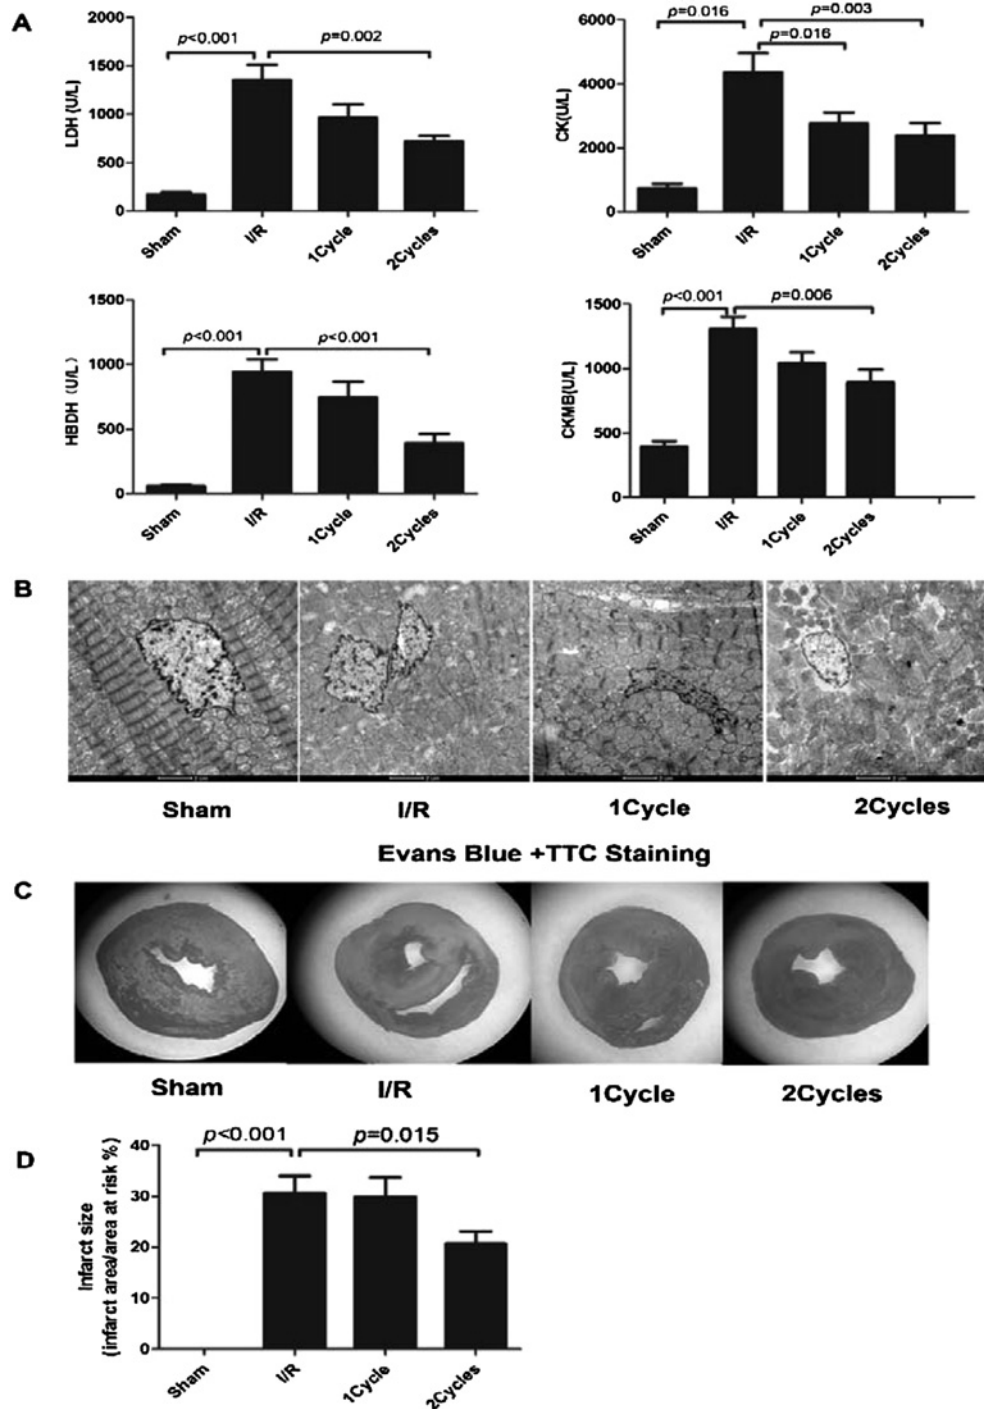 A
LDH (U/L)
2000
1500
1000
500
0
p<0.001
p=0.002
Sham
I/R
1Cycle
2Cycles
CK(U/L)
6000
4000
2000
0
p=0.016
p=0.003
p=0.016
Sham
I/R
1Cycle
2Cycles
HBDH (U/L)
1500
1000
500
0
p<0.001
p<0.001
Sham
I/R
1Cycle
2Cycles
CKMB(U/L)
1500
1000
500
0
p<0.001
p=0.006
Sham
I/R
1Cycle
2Cycles
B
Sham
I/R
1Cycle
2Cycles
Evans Blue +TTC Staining
C
Sham
I/R
1Cycle
2Cycles
D
Infarct size
(infarct area/area at risk %)
40
30
20
10
0
p<0.001
p=0.015
Sham
I/R
1Cycle
2Cycles